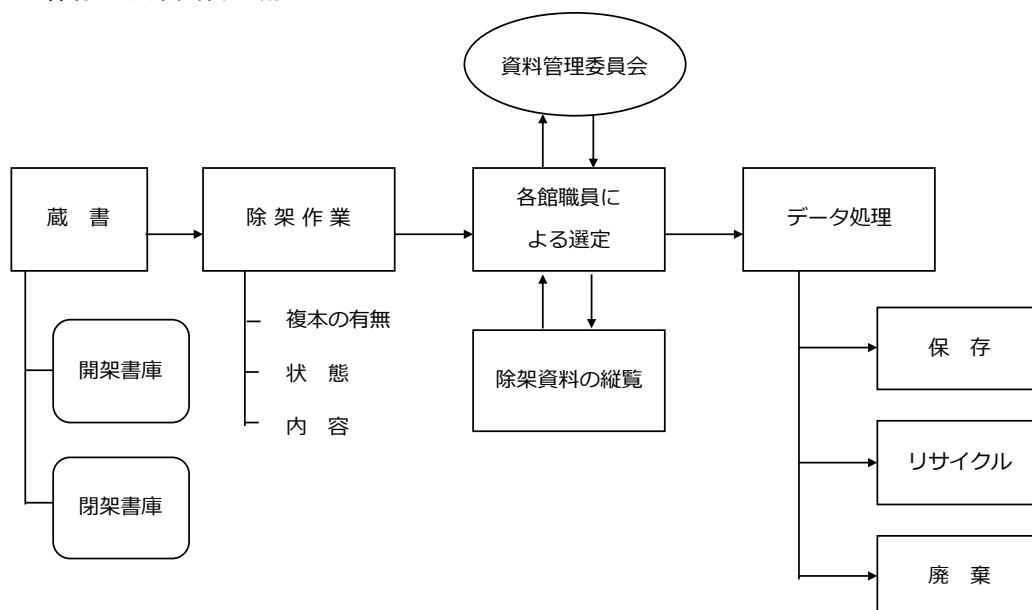 資料管理委員会
蔵　書
除 架 作 業
各館職員に
よる選定
データ処理
複本の有無
状　態
内　容
開架書庫
閉架書庫
除架資料の縦覧
保　存
リサイクル
廃　棄